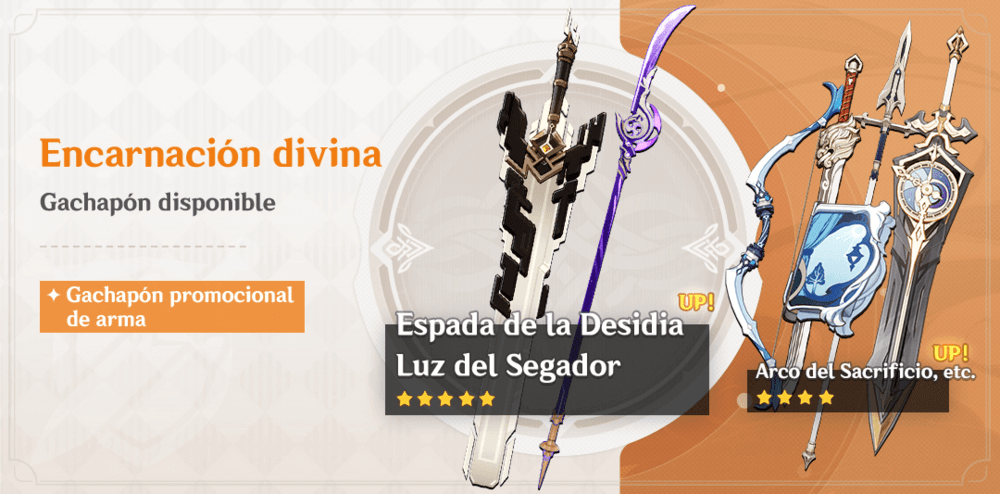 Encarnación divina
Gachapón disponible
Gachapón promocional
de arma
UP!
Espada de la Desidia
Luz del Segador
UP!
Arco del Sacrificio, etc.